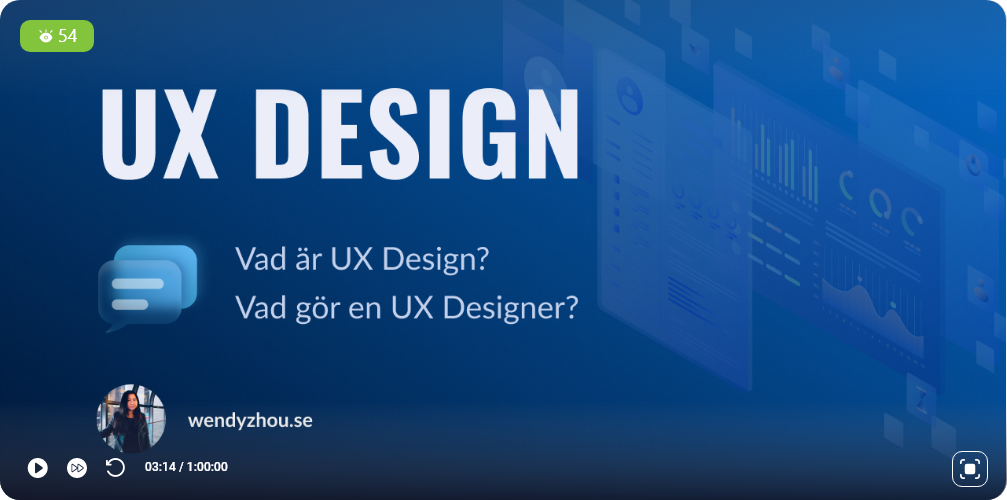 54
UX DESIGN
Vad är UX Design?
Vad gör en UX Designer?
wendyzhou.se
03:14 / 1:00:00